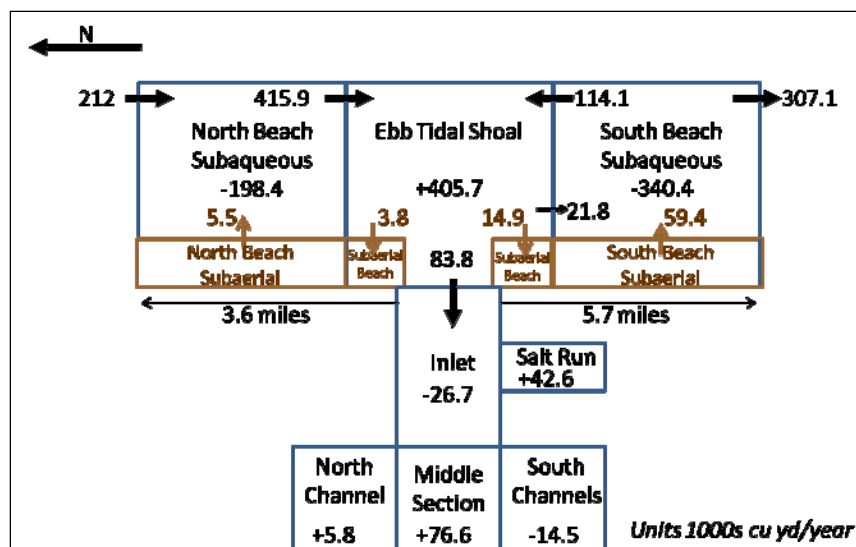 N
212
415.9
114.1
307.1
North Beach
Subaqueous
-198.4
Ebb Tidal Shoal
+405.7
South Beach
Subaqueous
-340.4
5.5
3.8
14.9
21.8
59.4
North Beach
Subaerial
Subaerial
Beach
83.8
Subaerial
Beach
South Beach
Subaerial
3.6 miles
5.7 miles
Inlet
-26.7
Salt Run
+42.6
North
Channel
+5.8
Middle
Section
+76.6
South
Channels
-14.5
Units 1000s cu yd/year